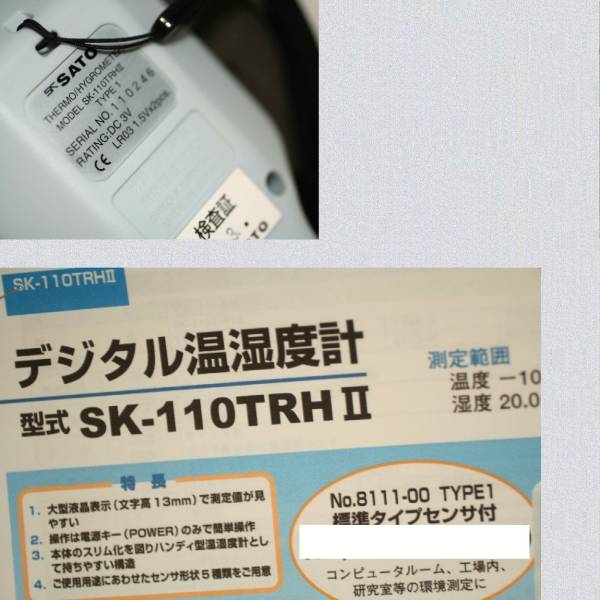 SK SATO
THERMO/HYGROMETE
MODEL SK-110TRHⅡ
TYPE 1
SERIAL NO. 110246
RATING:DC 3V
LR03 1.5V×2pcs.
CE
検査証
SK-110TRHⅡ
デジタル温湿度計
型式 SK-110TRHⅡ
測定範囲
温度 −10
湿度 20.0
特長
1. 大型液晶表示(文字高13mm)で測定値が見
やすい
2. 操作は電源キー(POWER)のみで簡単操作
3. 本体のスリム化を図りハンディ型温湿度計とし
て持ちやすい構造
4. ご使用用途にあわせたセンサ形状5種類をご用意
No.8111-00 TYPE1
標準タイプセンサ付
コンピュータルーム、工場内、
研究室等の環境測定に